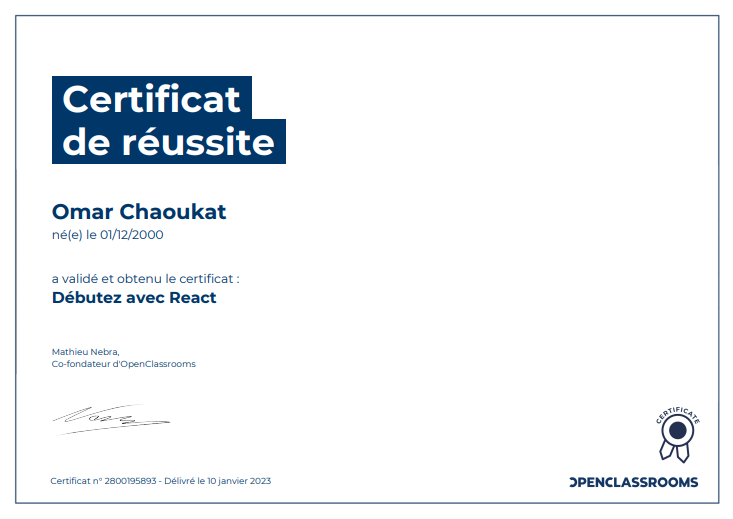 Certificat
de réussite
Omar Chaoukat
né(e) le 01/12/2000
a validé et obtenu le certificat :
Débutez avec React
Mathieu Nebra,
Co-fondateur d'OpenClassrooms
CERTIFICATE
Certificat n° 2800195893 - Délivré le 10 janvier 2023
OPENCLASSROOMS